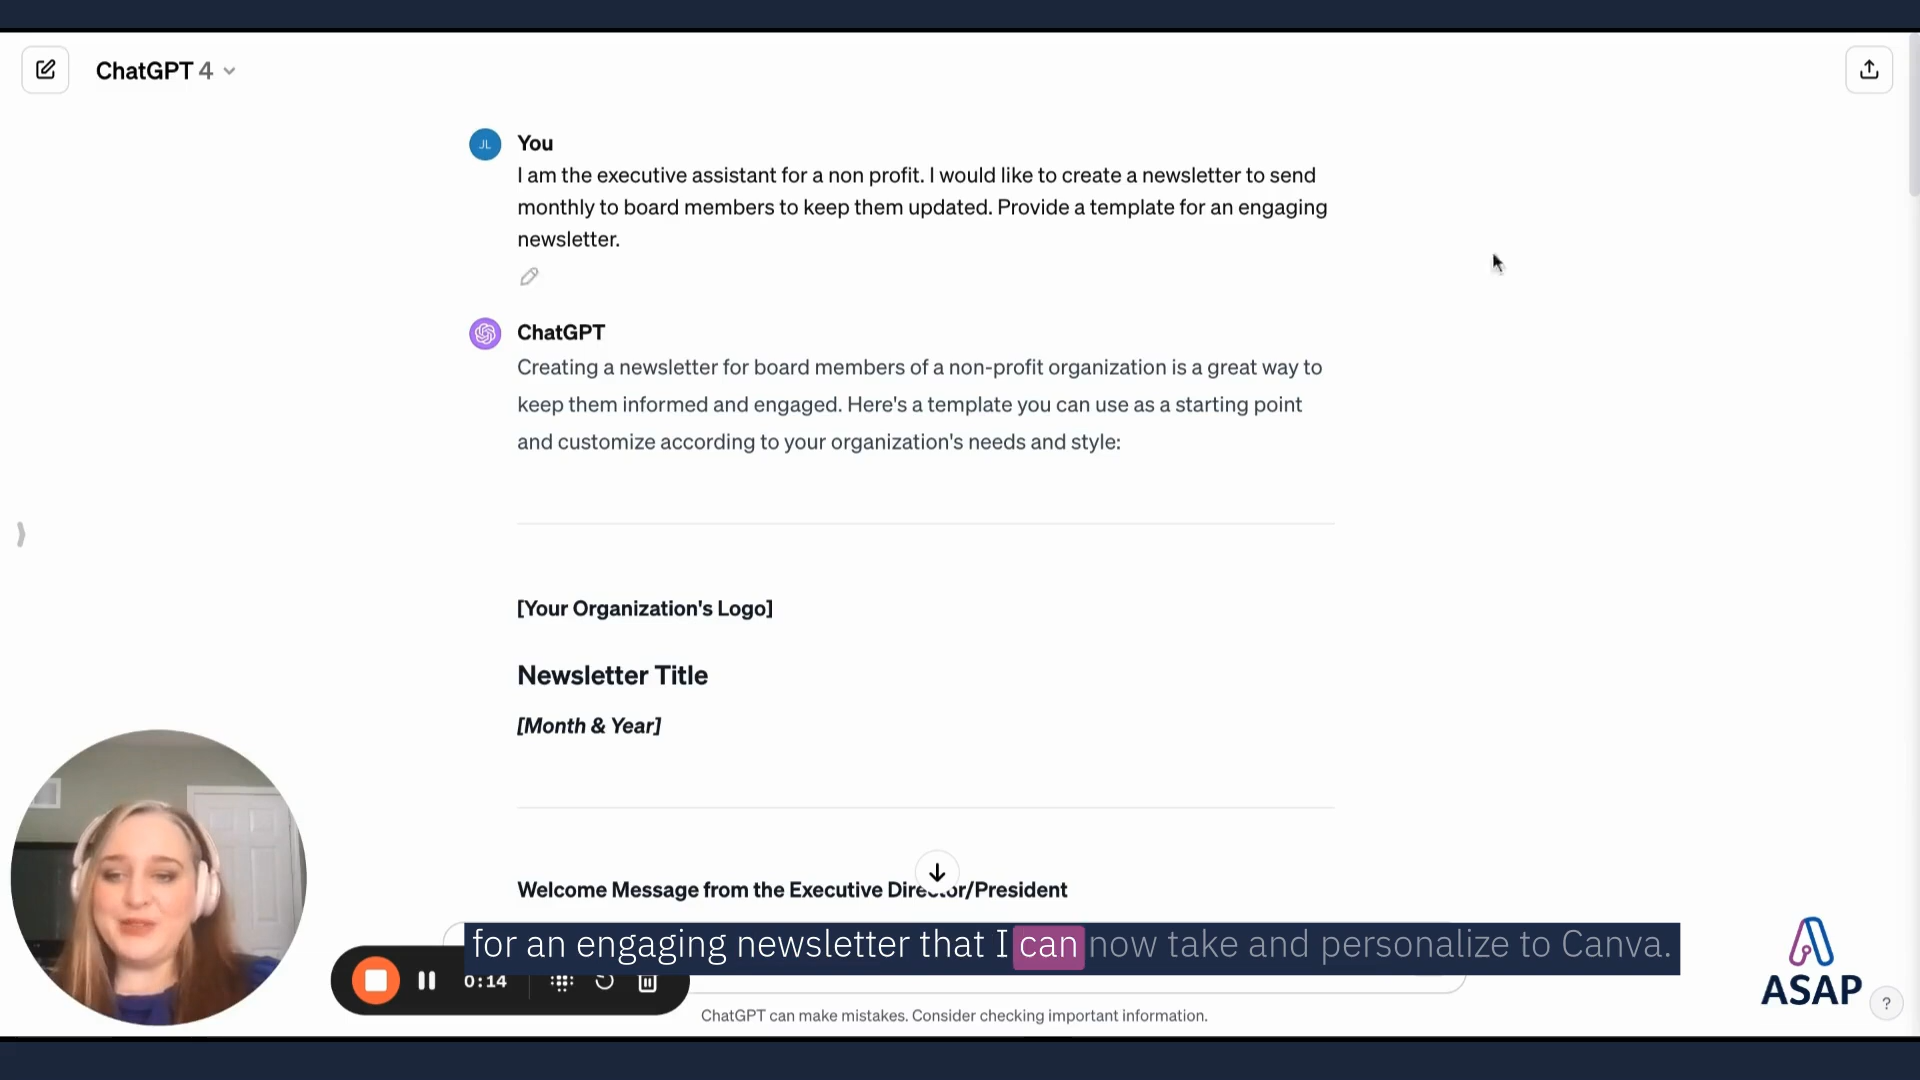 ChatGPT 4
JL
You
I am the executive assistant for a non profit. I would like to create a newsletter to send
monthly to board members to keep them updated. Provide a template for an engaging
newsletter.
ChatGPT
Creating a newsletter for board members of a non-profit organization is a great way to
keep them informed and engaged. Here's a template you can use as a starting point
and customize according to your organization's needs and style:
[Your Organization's Logo]
Newsletter Title
[Month & Year]
Welcome Message from the Executive Director/President
for an engaging newsletter that I can now take and personalize to Canva.
0:14
ChatGPT can make mistakes. Consider checking important information.
ASAP
?